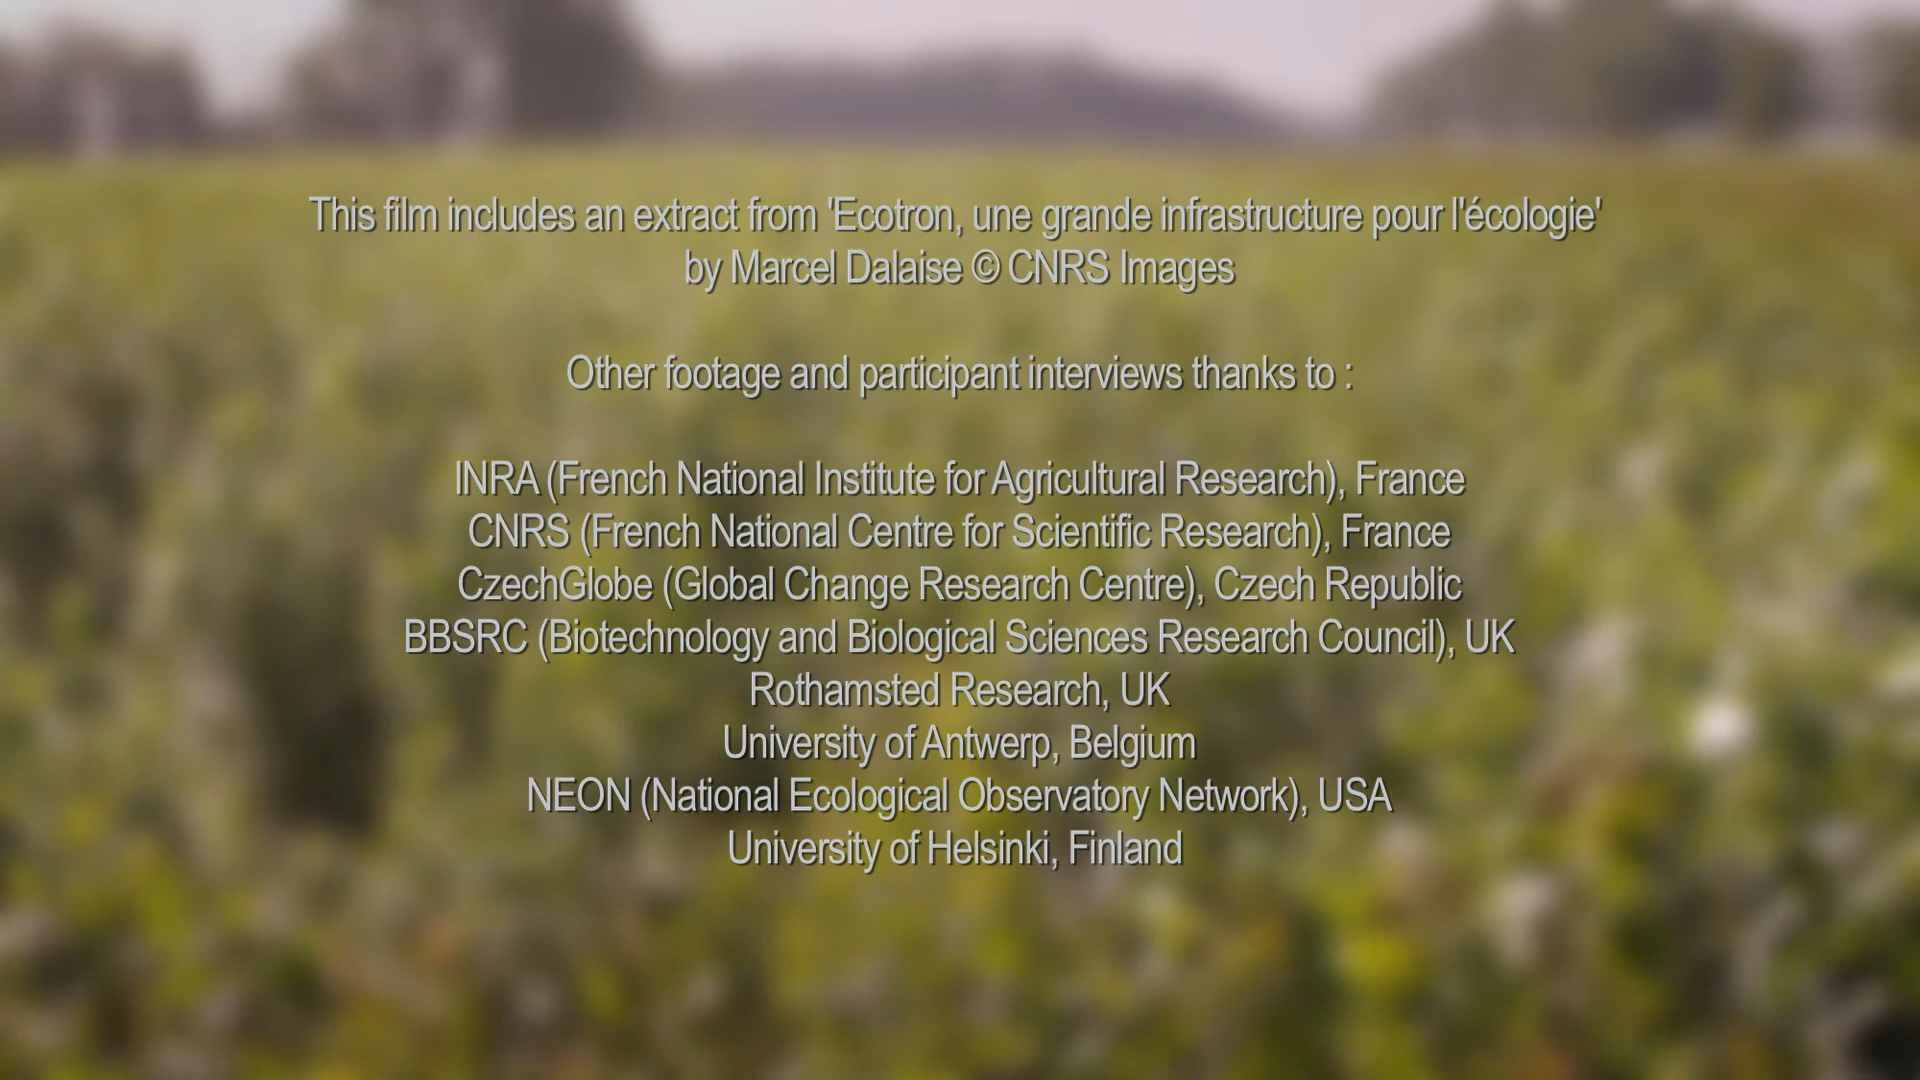 This film includes an extract from 'Ecotron, une grande infrastructure pour l'écologie'
by Marcel Dalaise © CNRS Images
Other footage and participant interviews thanks to :
INRA (French National Institute for Agricultural Research), France
CNRS (French National Centre for Scientific Research), France
CzechGlobe (Global Change Research Centre), Czech Republic
BBSRC (Biotechnology and Biological Sciences Research Council), UK
Rothamsted Research, UK
University of Antwerp, Belgium
NEON (National Ecological Observatory Network), USA
University of Helsinki, Finland